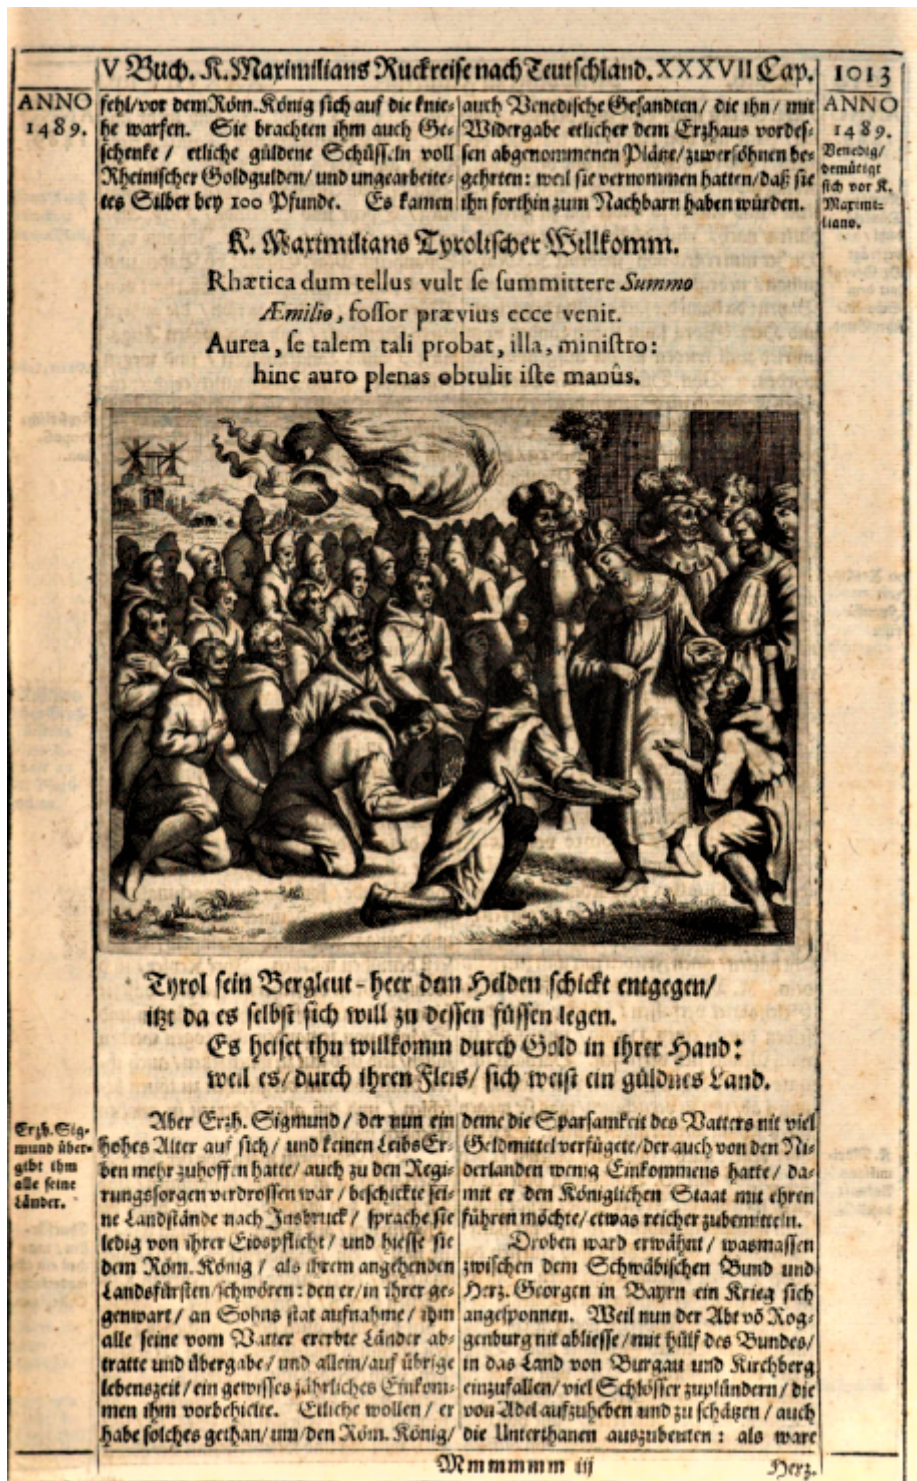 V Buch. K. Maximilians Ruckreise nach Teutschland. XXXVII Cap.
1013
ANNO
1489.
fehl/ vor dem Röm. König sich auf die knie-
he warfen. Sie brachten ihm auch Ge-
schenke / etliche güldene Schüsseln voll
Rheinischer Goldgulden/ und ungearbeite-
tes Silber bey 100 Pfunde. Es kamen
auch Venedische Gesandten/ die ihn / mit
Widergabe etlicher dem Erzhaus vordes-
sen abgenommenen Plätze/ zuversöhnen be-
gehrten: weil sie vernommen hatten/ daß sie
ihn forthin zum Nachbarn haben würden.
ANNO
1489.
Venedig/
demütigt
sich vor K.
Maximi-
liano.
K. Maximilians Tyrolischer Willkomm.
Rhætica dum tellus vult se summittere Summo
Æmilio, fossor prævius ecce venit.
Aurea, se talem tali probat, illa, ministro:
hinc auro plenas obtulit iste manûs.
Tyrol sein Bergleut-heer dem Helden schickt entgegen/
itzt da es selbst sich will zu dessen füssen legen.
Es heiset ihn willkomm durch Gold in ihrer Hand:
weil es/ durch ihren Fleis/ sich weist ein güldnes Land.
Erzh. Sig-
mund über-
gibt ihm
alle seine
Länder.
Aber Erzh. Sigmund / der nun ein
hohes Alter auf sich / und keinen LeibsEr-
ben mehr zuhoffen hatte/ auch zu den Regi-
rungssorgen verdrossen war / beschickte sei-
ne Landstände nach Insbruck / sprache sie
ledig von ihrer Eidspflicht / und hiesse sie
dem Röm. König / als ihrem angehenden
Landsfürsten/ schwören: den er/ in ihrer ge-
genwart / an Sohns stat aufnahme / ihm
alle seine vom Vatter ererbte Länder ab-
tratte und übergabe / und allein/ auf übrige
lebenszeit / ein gewisses jährliches Einkom-
men ihm vorbehielte. Etliche wollen / er
habe solches gethan/ um den Röm. König/
deme die Sparsamkeit des Vatters nit viel
Geldmittel verfügete/ der auch von den Ni-
derlanden wenig Einkommens hatte / da-
mit er den Königlichen Staat mit ehren
führen möchte/ etwas reicher zubemitteln.
Droben ward erwähnt / wasmassen
zwischen dem Schwäbischen Bund und
Herz. Georgen in Bayrn ein Krieg sich
angesponnen. Weil nun der Abt võ Rog-
genburg nit abliesse / mit hülf des Bundes/
in das Land von Burgau und Kirchberg
einzufallen/ viel Schlösser zuplündern / die
von Adel aufzuheben und zu schätzen / auch
die Unterthanen auszubeuten : als ware
Mmmmmm iij
Herz.